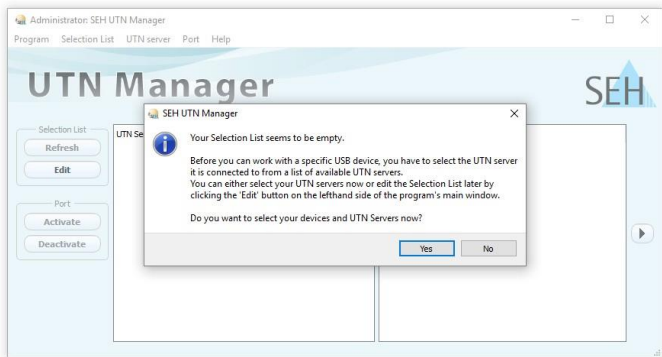 Administrator: SEH UTN Manager
Program Selection List UTN server Port Help
UTN Manager
SEH
SEH UTN Manager
Selection List
UTN Se
Refresh
Edit
Port
Activate
Deactivate
Your Selection List seems to be empty.
Before you can work with a specific USB device, you have to select the UTN server
it is connected to from a list of available UTN servers.
You can either select your UTN servers now or edit the Selection List later by
clicking the 'Edit' button on the lefthand side of the program's main window.
Do you want to select your devices and UTN Servers now?
Yes No